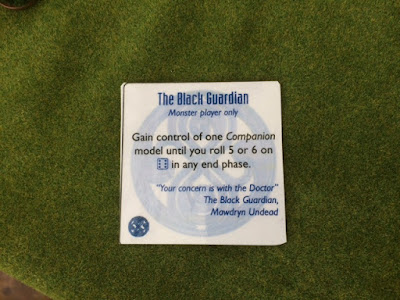 The Black Guardian
Monster player only
Gain control of one Companion
model until you roll 5 or 6 on
in any end phase.
"Your concern is with the Doctor"
The Black Guardian,
Mawdryn Undead